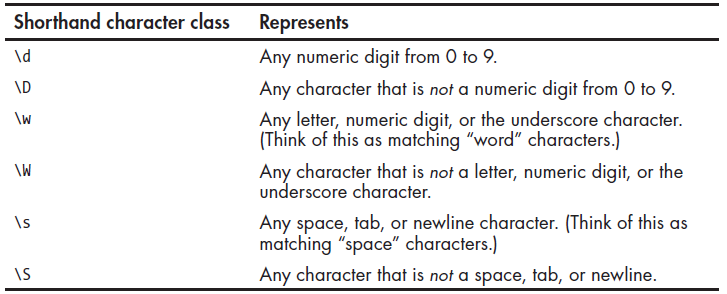 Shorthand character class Represents
\d Any numeric digit from 0 to 9.
\D Any character that is not a numeric digit from 0 to 9.
\w Any letter, numeric digit, or the underscore character.
(Think of this as matching “word” characters.)
\W Any character that is not a letter, numeric digit, or the
underscore character.
\s Any space, tab, or newline character. (Think of this as
matching “space” characters.)
\S Any character that is not a space, tab, or newline.